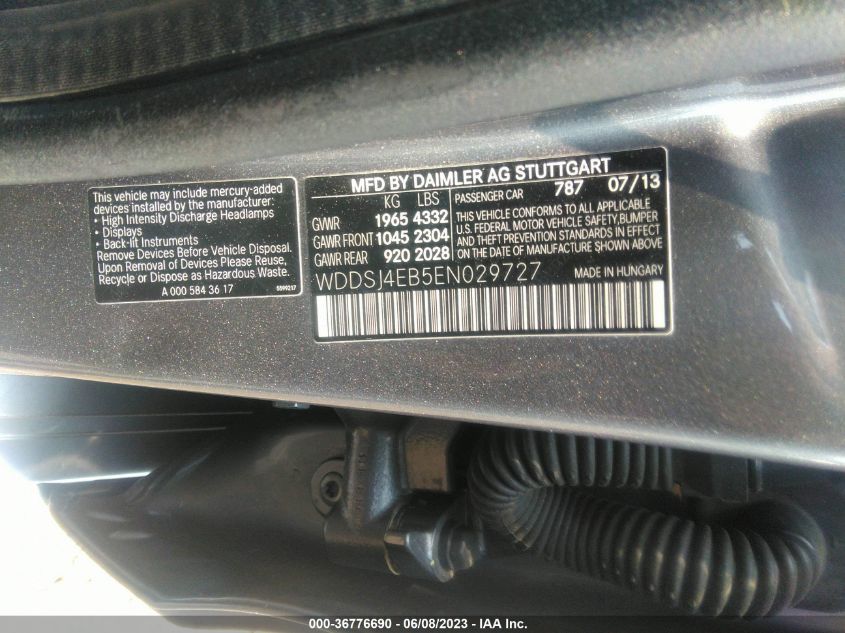 This vehicle may include mercury-added
devices installed by the manufacturer:
- High Intensity Discharge Headlamps
- Displays
- Back-lit Instruments
Remove Devices Before Vehicle Disposal.
Upon Removal of Devices Please Reuse,
Recycle or Dispose as Hazardous Waste.
A 000 584 36 17
5599217
MFD BY DAIMLER AG STUTTGART
KG LBS
PASSENGER CAR 787 07/13
GVWR 1965 4332
GAWR FRONT 1045 2304
GAWR REAR 920 2028
THIS VEHICLE CONFORMS TO ALL APPLICABLE
U.S. FEDERAL MOTOR VEHICLE SAFETY, BUMPER
AND THEFT PREVENTION STANDARDS IN EFFECT
ON THE DATE OF MANUFACTURE SHOWN ABOVE.
WDDSJ4EB5EN029727
MADE IN HUNGARY
000-36776690 - 06/08/2023 - IAA Inc.